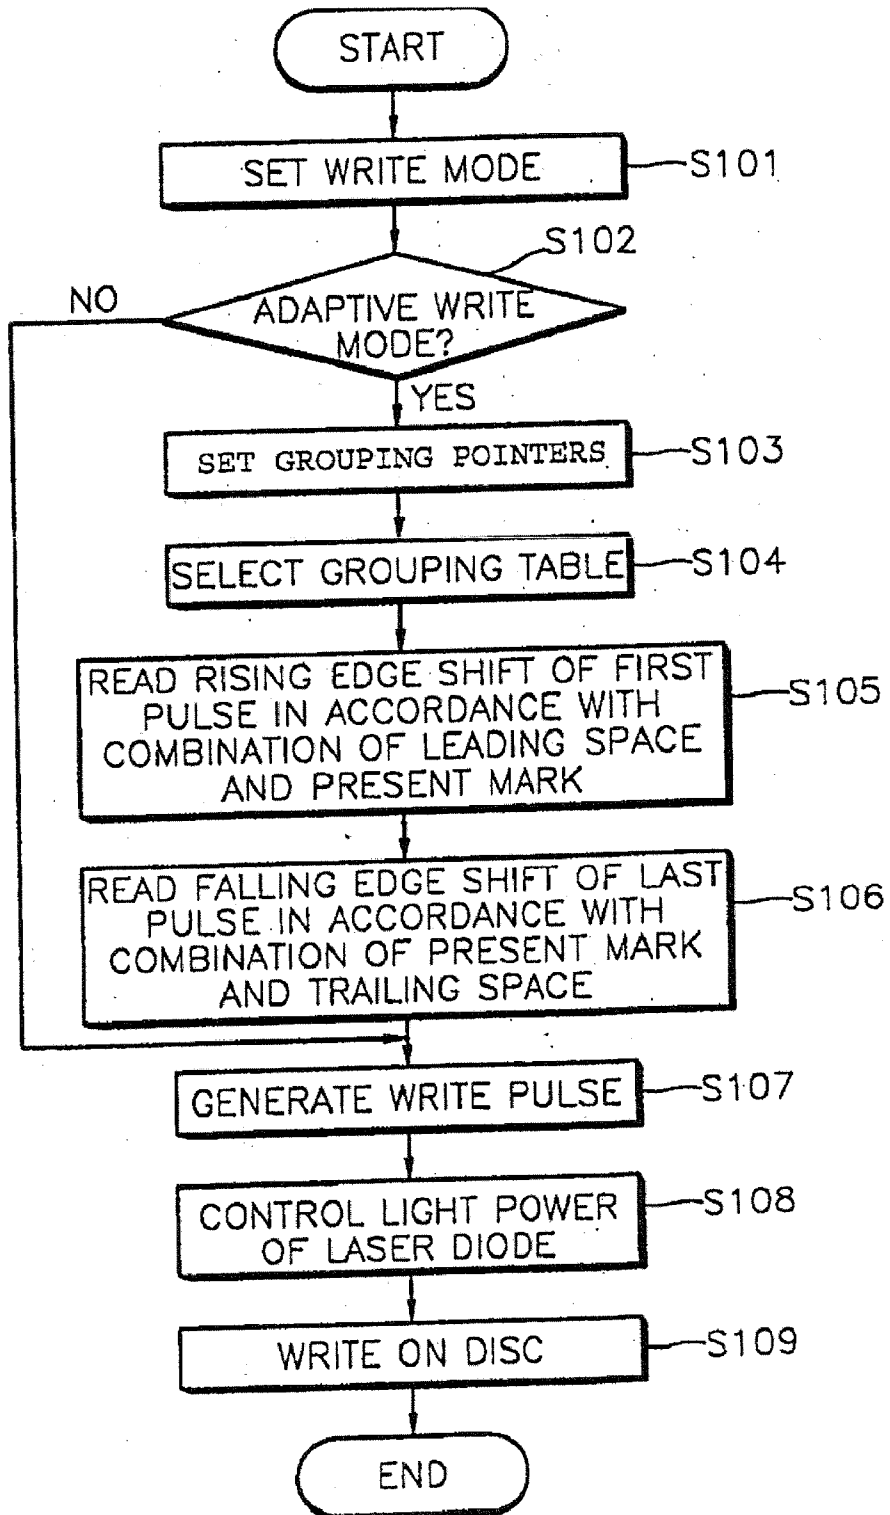 START
SET WRITE MODE
S101
S102
NO
ADAPTIVE WRITE
MODE?
YES
SET GROUPING POINTERS
S103
SELECT GROUPING TABLE
S104
READ RISING EDGE SHIFT OF FIRST
PULSE IN ACCORDANCE WITH
COMBINATION OF LEADING SPACE
AND PRESENT MARK
S105
READ FALLING EDGE SHIFT OF LAST
PULSE IN ACCORDANCE WITH
COMBINATION OF PRESENT MARK
AND TRAILING SPACE
S106
GENERATE WRITE PULSE
S107
CONTROL LIGHT POWER
OF LASER DIODE
S108
WRITE ON DISC
S109
END